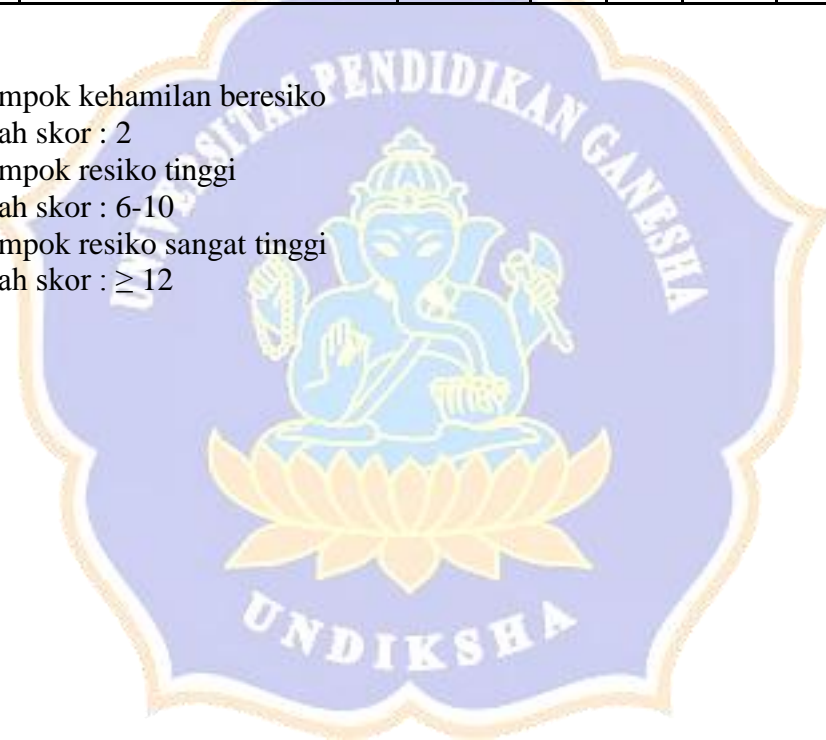 mpok kehamilan beresiko
ah skor : 2
mpok resiko tinggi
ah skor : 6-10
mpok resiko sangat tinggi
ah skor : ≥ 12
UNIVERSITAS PENDIDIKAN GANESHA
UNDIKSHA